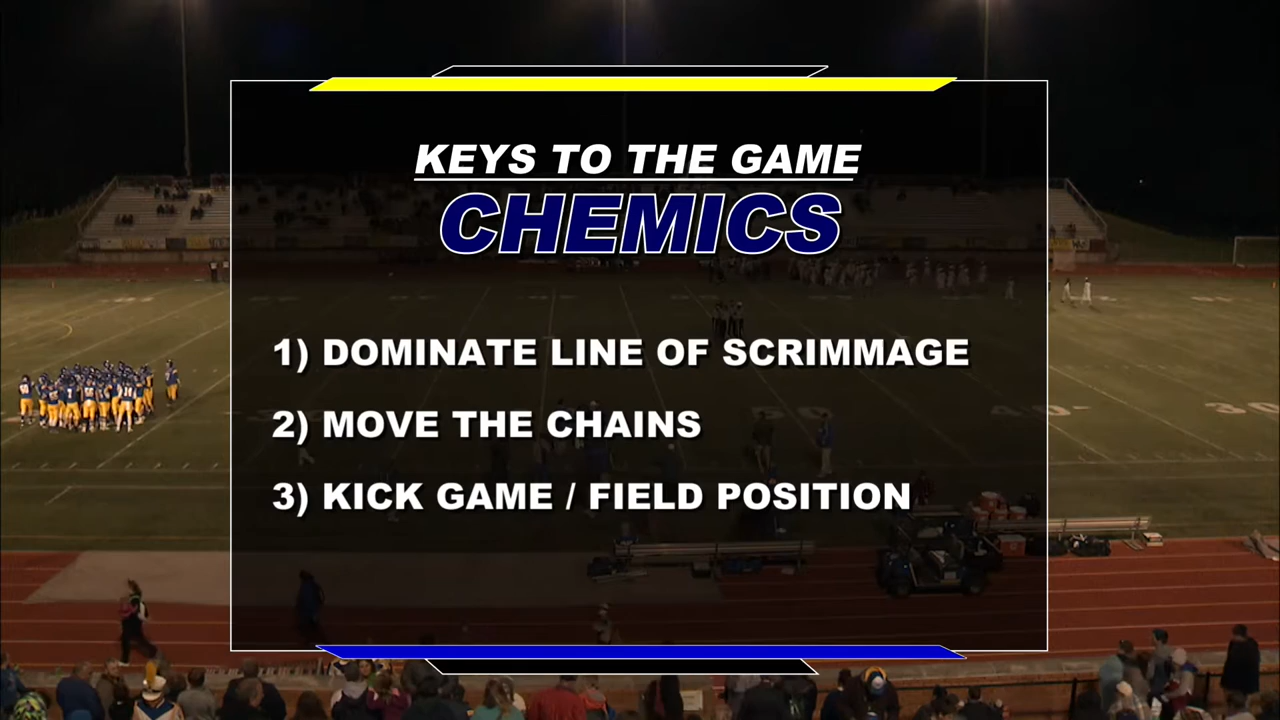 KEYS TO THE GAME
CHEMICS
1) DOMINATE LINE OF SCRIMMAGE
2) MOVE THE CHAINS
3) KICK GAME / FIELD POSITION